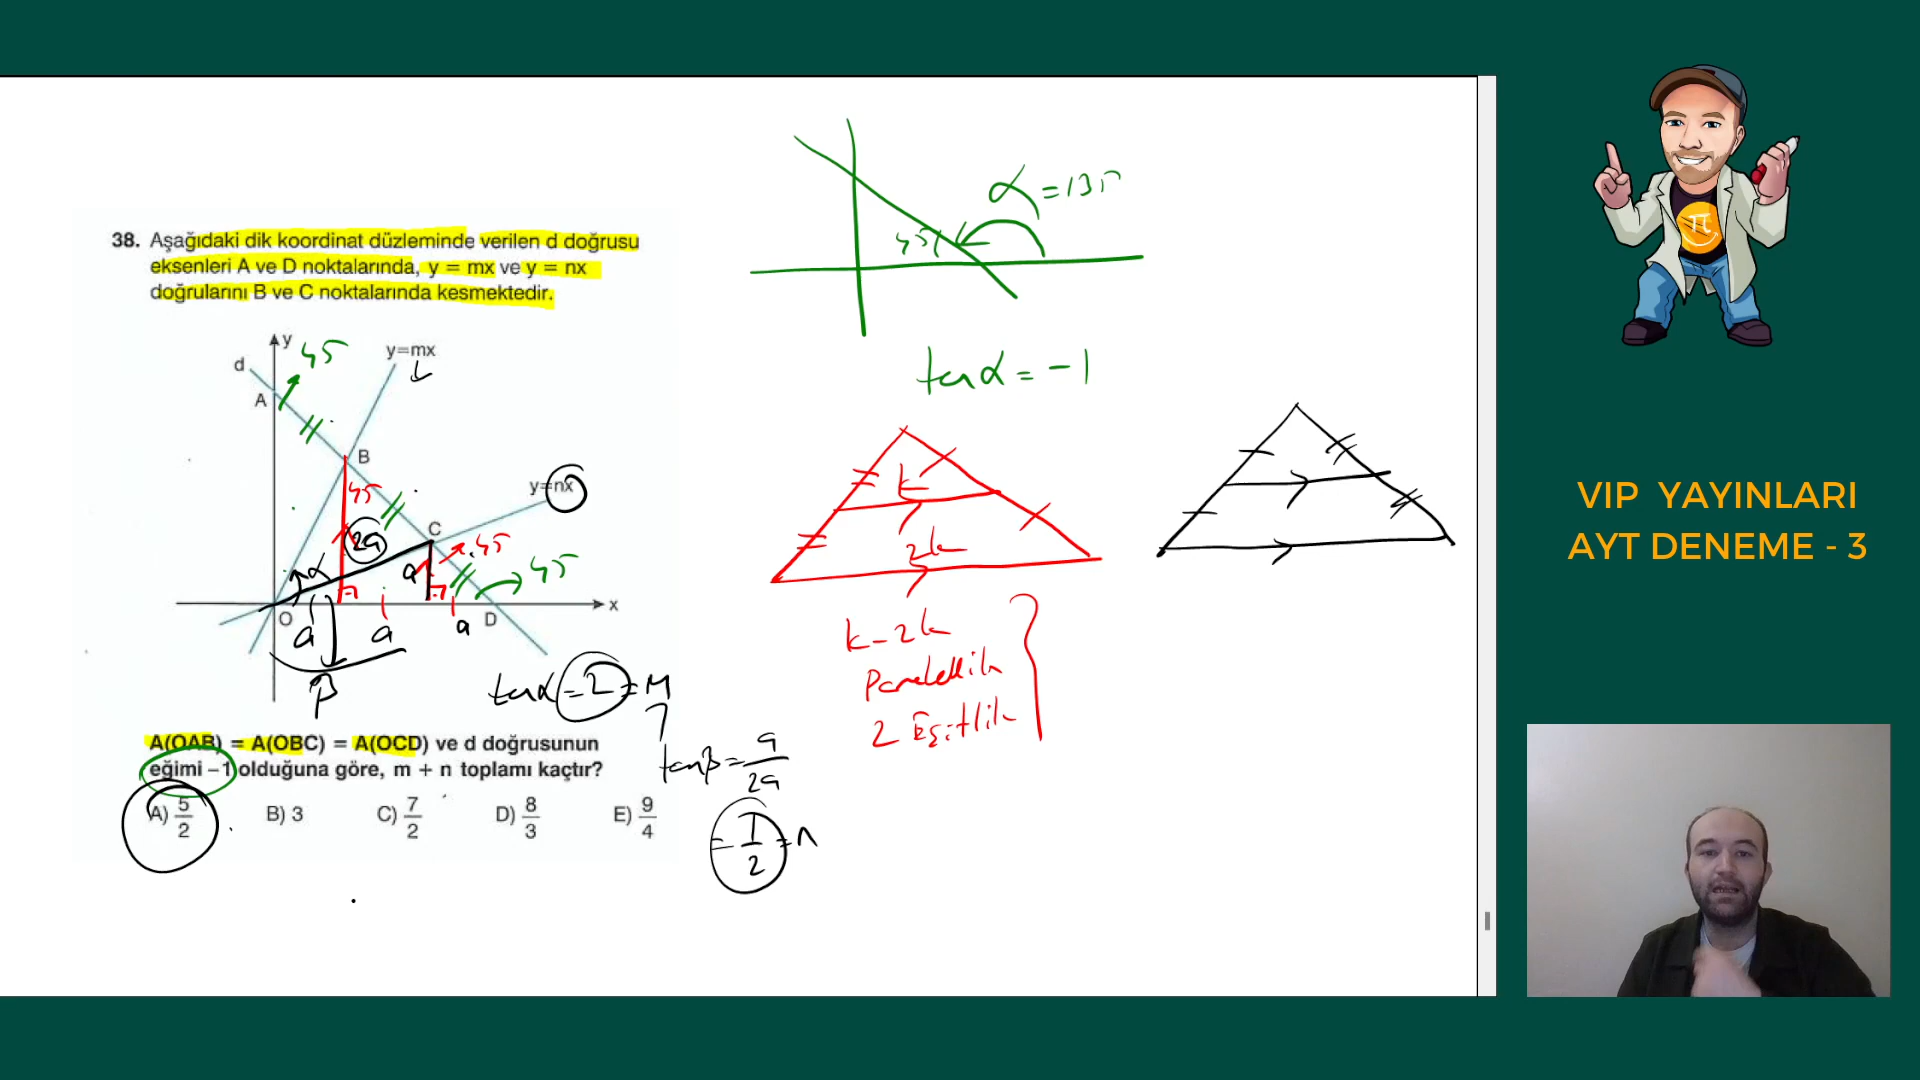 38. Aşağıdaki dik koordinat düzleminde verilen d doğrusu
eksenleri A ve D noktalarında, y = mx ve y = nx
doğrularını B ve C noktalarında kesmektedir.
y
45
y=mx
d
A
B
45
y=nx
2a
C
45
α
a
45
O
a
a
a
D
x
β
tanα = 2 = M
A(OAB) = A(OBC) = A(OCD) ve d doğrusunun
eğimi –1 olduğuna göre, m + n toplamı kaçtır?
A) 5/2 B) 3 C) 7/2 D) 8/3 E) 9/4
tanβ = a/2a
= 1/2 = n
α = 135
45
tanα = -1
k
2k
k - 2k
Paralellik
2 Eşitlik
π
VIP YAYINLARI
AYT DENEME - 3